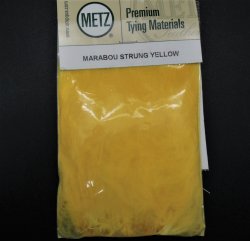 METZ
Premium
Tying Materials
MARABOU STRUNG YELLOW